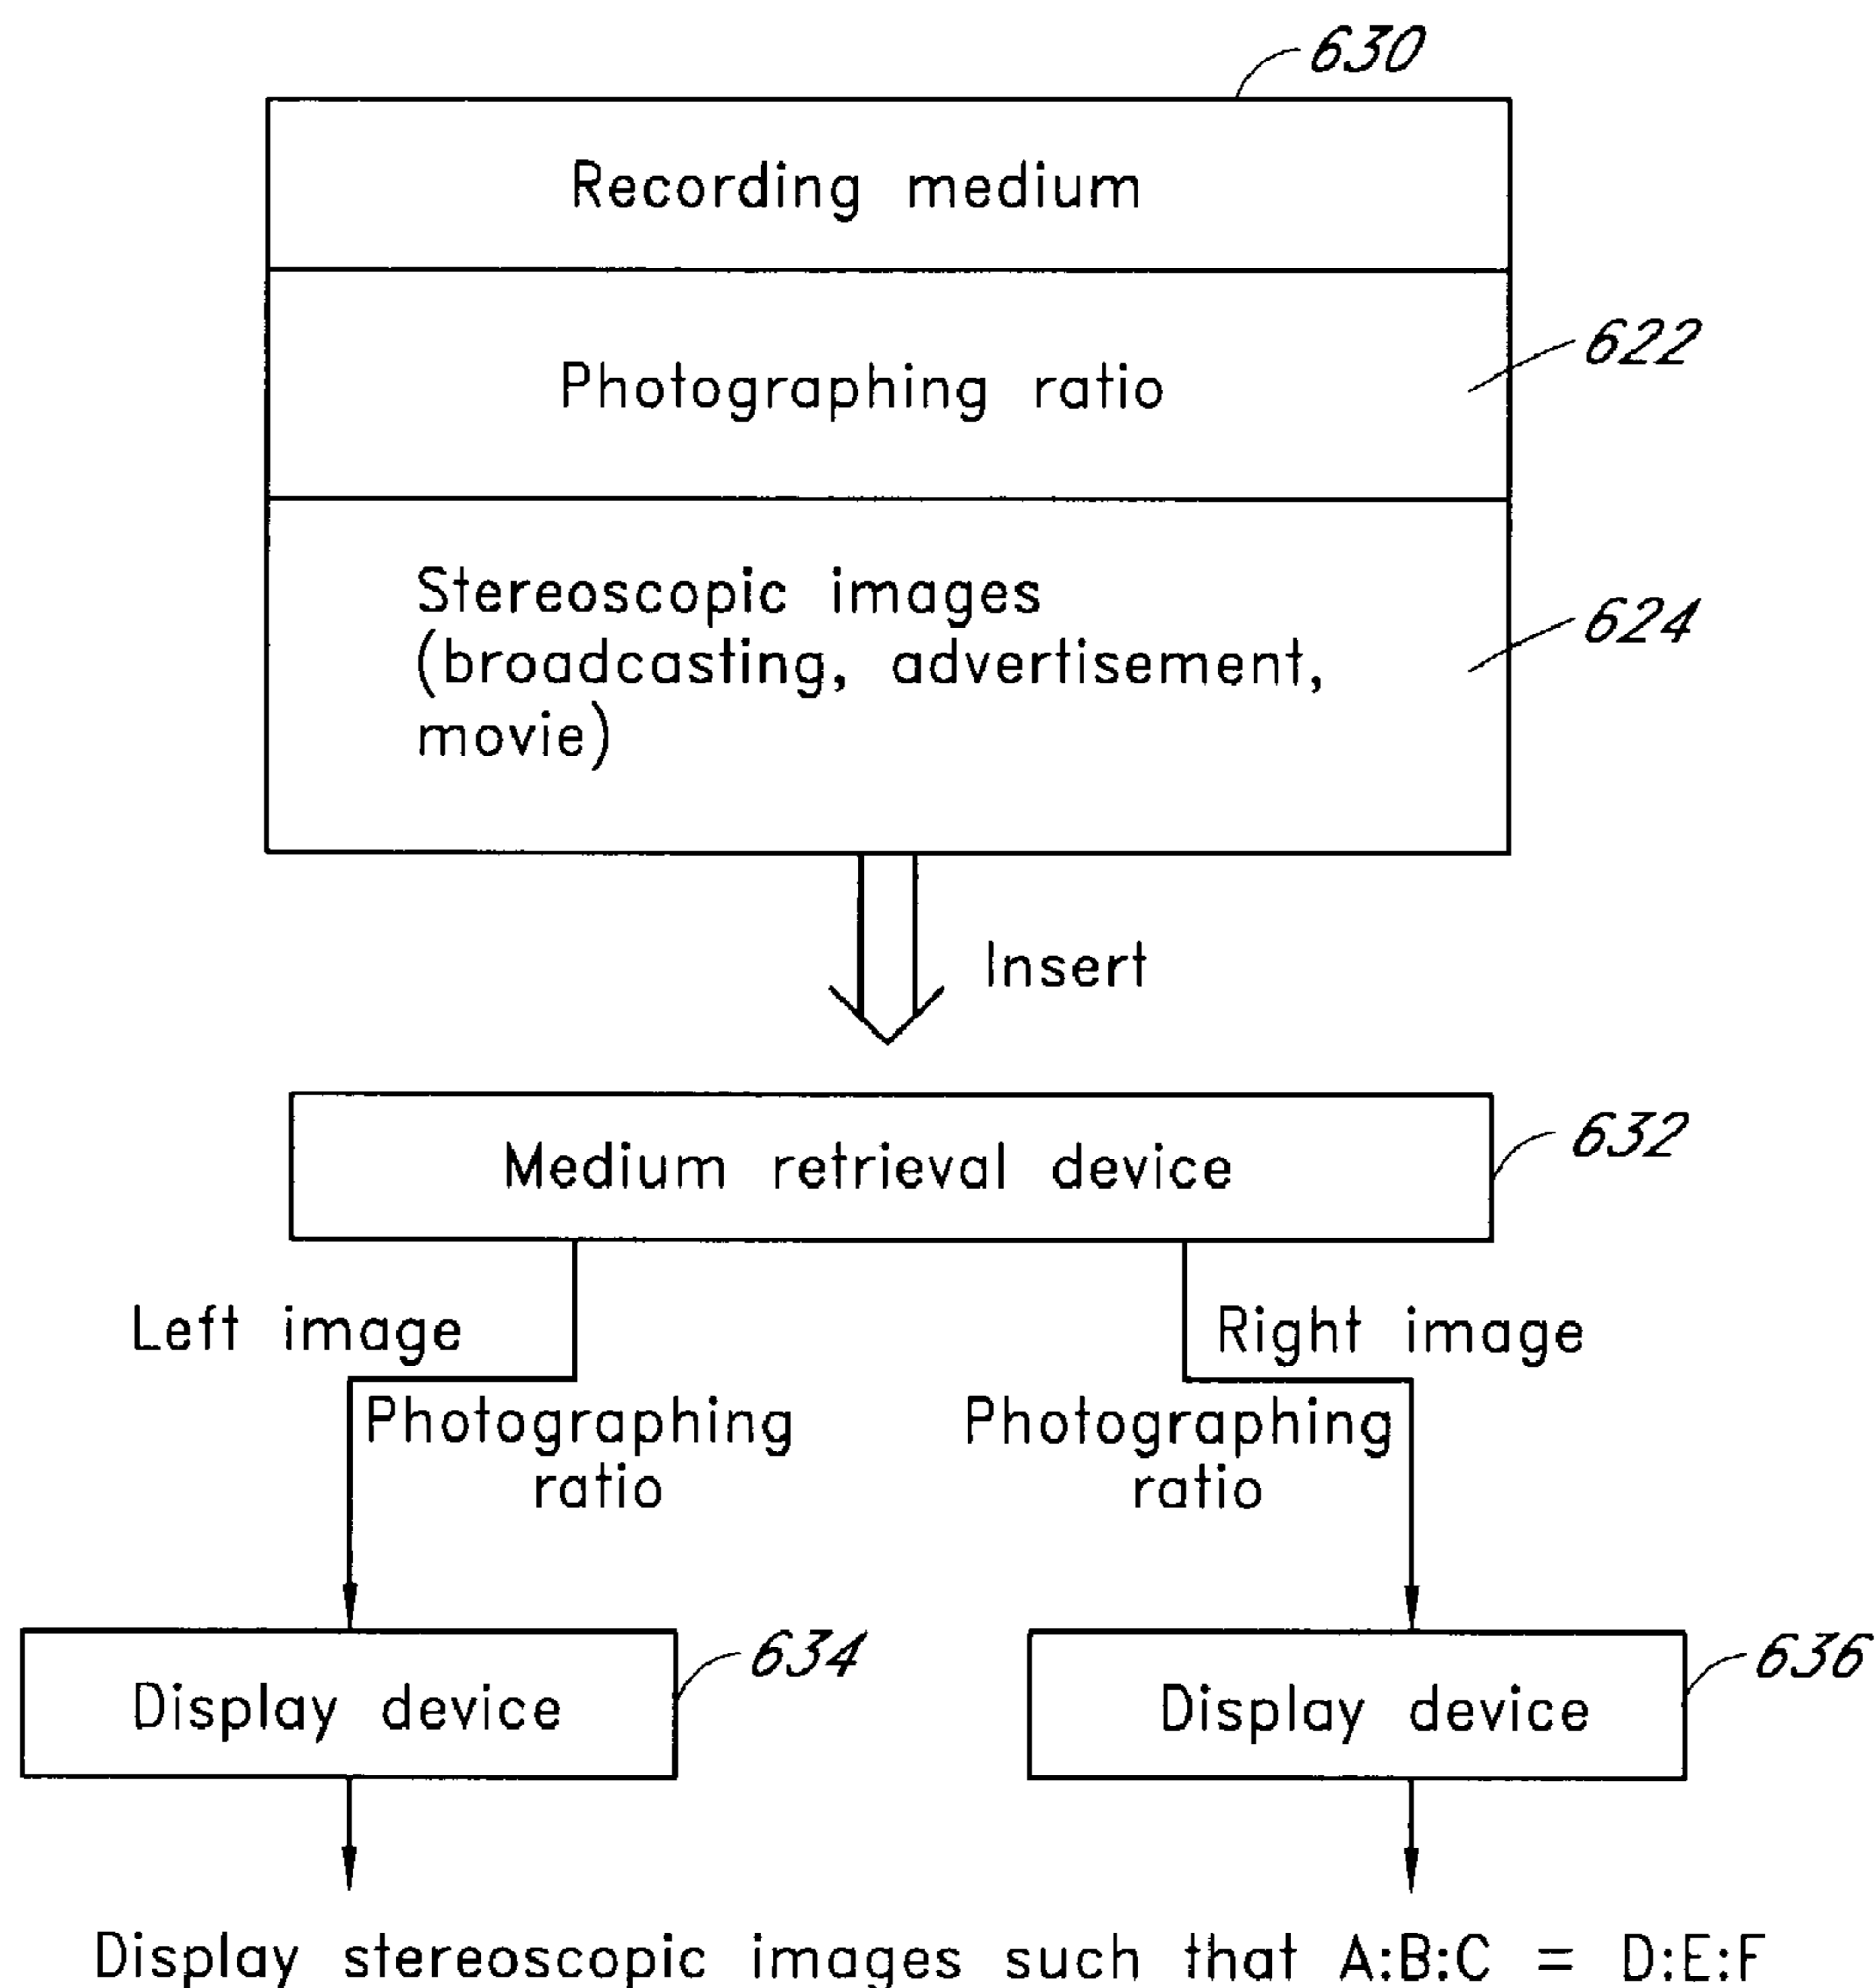 630
Recording medium
Photographing ratio
622
Stereoscopic images
(broadcasting, advertisement,
movie)
624
Insert
Medium retrieval device
632
Left image
Right image
Photographing
ratio
Photographing
ratio
Display device
634
Display device
636
Display stereoscopic images such that A:B:C = D:E:F